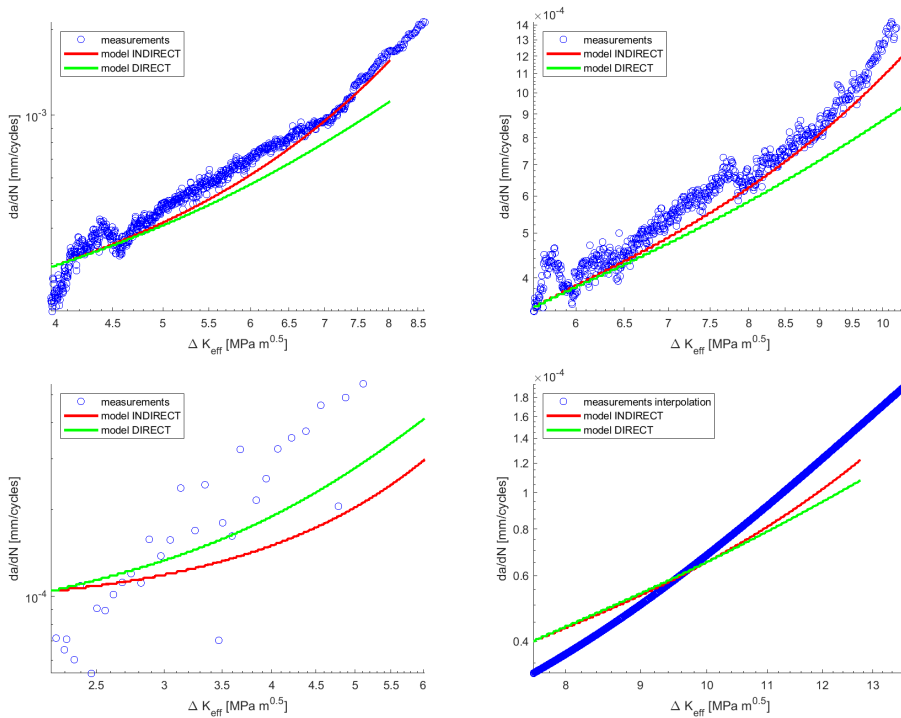 measurements
model INDIRECT
model DIRECT
10^-3
da/dN [mm/cycles]
4 4.5 5 5.5 6 6.5 7 7.5 8 8.5
Δ K_eff [MPa m^0.5]
×10^-4
measurements
model INDIRECT
model DIRECT
14
13
12
11
10
9
8
7
6
5
4
da/dN [mm/cycles]
6 6.5 7 7.5 8 8.5 9 9.5 10
Δ K_eff [MPa m^0.5]
measurements
model INDIRECT
model DIRECT
10^-4
da/dN [mm/cycles]
2.5 3 3.5 4 4.5 5 5.5 6
Δ K_eff [MPa m^0.5]
×10^-4
measurements interpolation
model INDIRECT
model DIRECT
1.8
1.6
1.4
1.2
1
0.8
0.6
0.4
da/dN [mm/cycles]
8 9 10 11 12 13
Δ K_eff [MPa m^0.5]